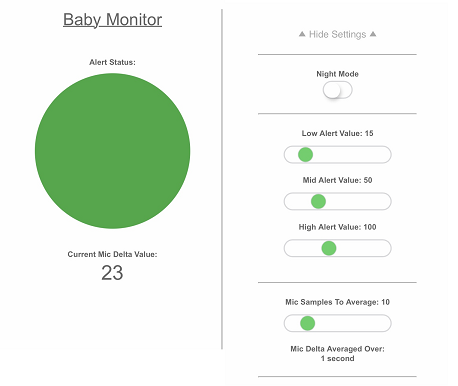 Baby Monitor
Alert Status:
Current Mic Delta Value:
23
▲ Hide Settings ▲
Night Mode
Low Alert Value: 15
Mid Alert Value: 50
High Alert Value: 100
Mic Samples To Average: 10
Mic Delta Averaged Over:
1 second